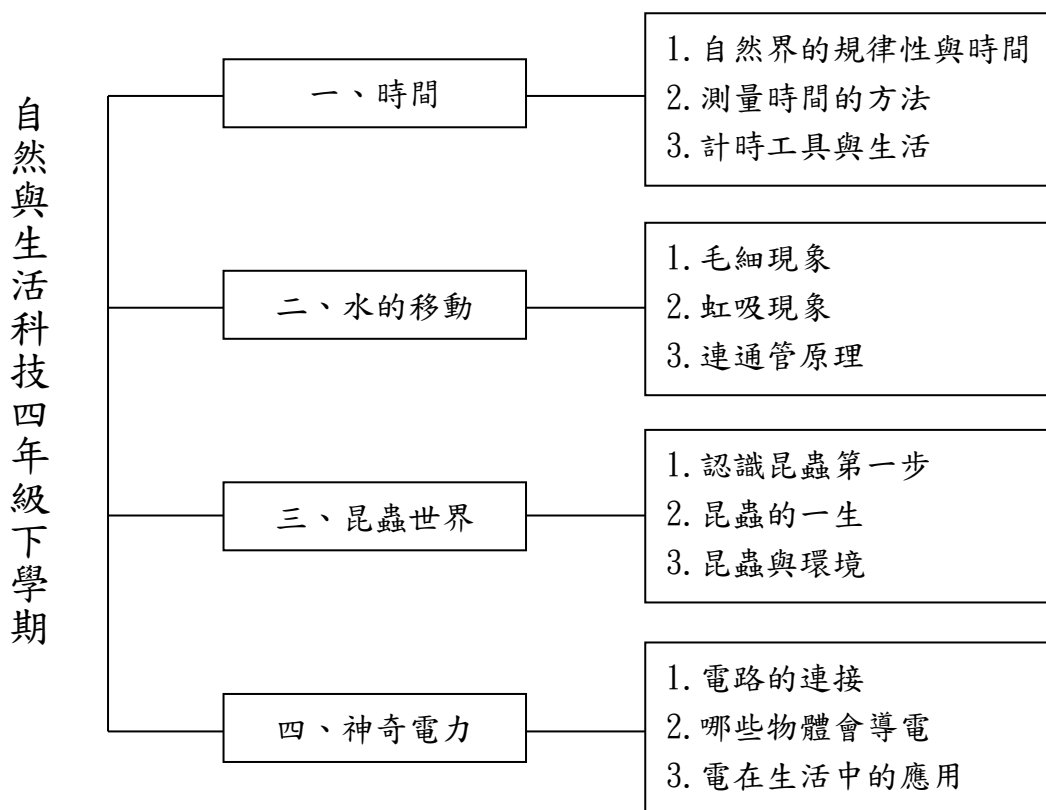 自然與生活科技四年級下學期
一、時間
1.自然界的規律性與時間
2.測量時間的方法
3.計時工具與生活
二、水的移動
1.毛細現象
2.虹吸現象
3.連通管原理
三、昆蟲世界
1.認識昆蟲第一步
2.昆蟲的一生
3.昆蟲與環境
四、神奇電力
1.電路的連接
2.哪些物體會導電
3.電在生活中的應用